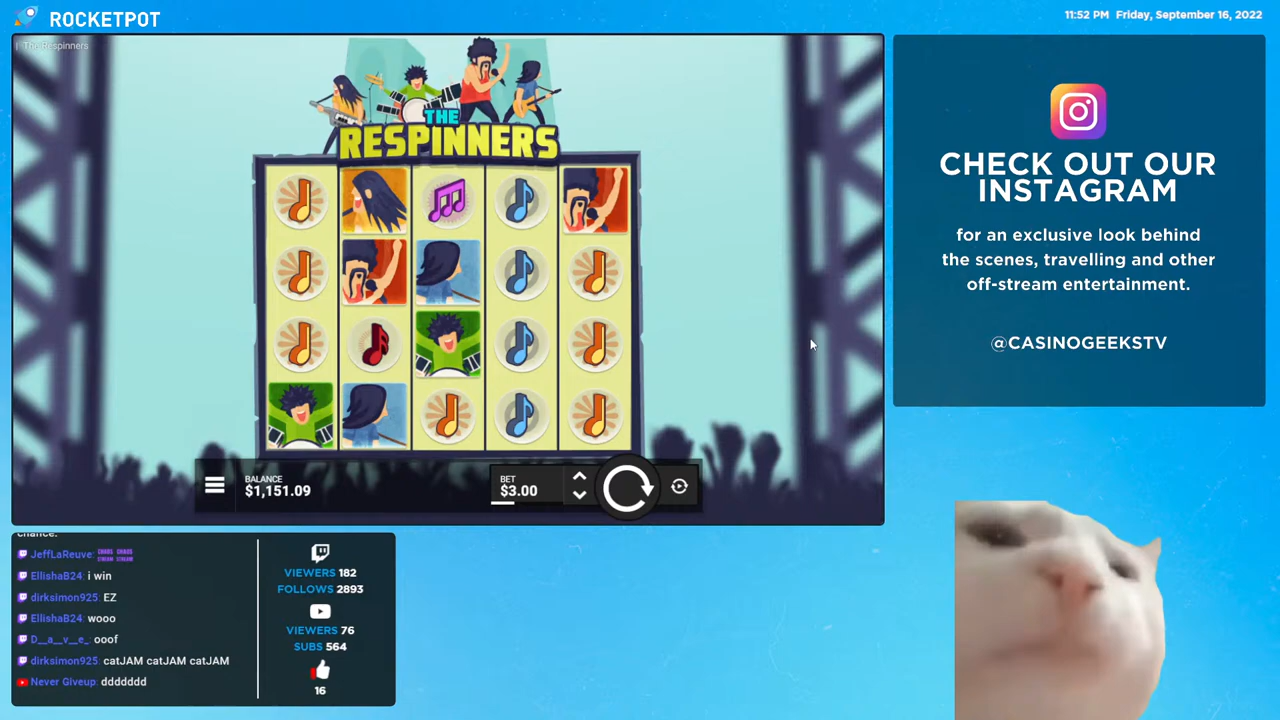 ROCKETPOT
11:52 PM Friday, September 16, 2022
The Respinners
THE
RESPINNERS
BALANCE
$1,151.09
BET
$3.00
CHECK OUT OUR
INSTAGRAM
for an exclusive look behind
the scenes, travelling and other
off-stream entertainment.
@CASINOGEEKSTV
chance.
JeffLaReuve:
EllishaB24: i win
dirksimon925: EZ
EllishaB24: wooo
D__a__v__e_: ooof
dirksimon925: catJAM catJAM catJAM
Never Giveup: ddddddd
VIEWERS 182
FOLLOWS 2893
VIEWERS 76
SUBS 564
16